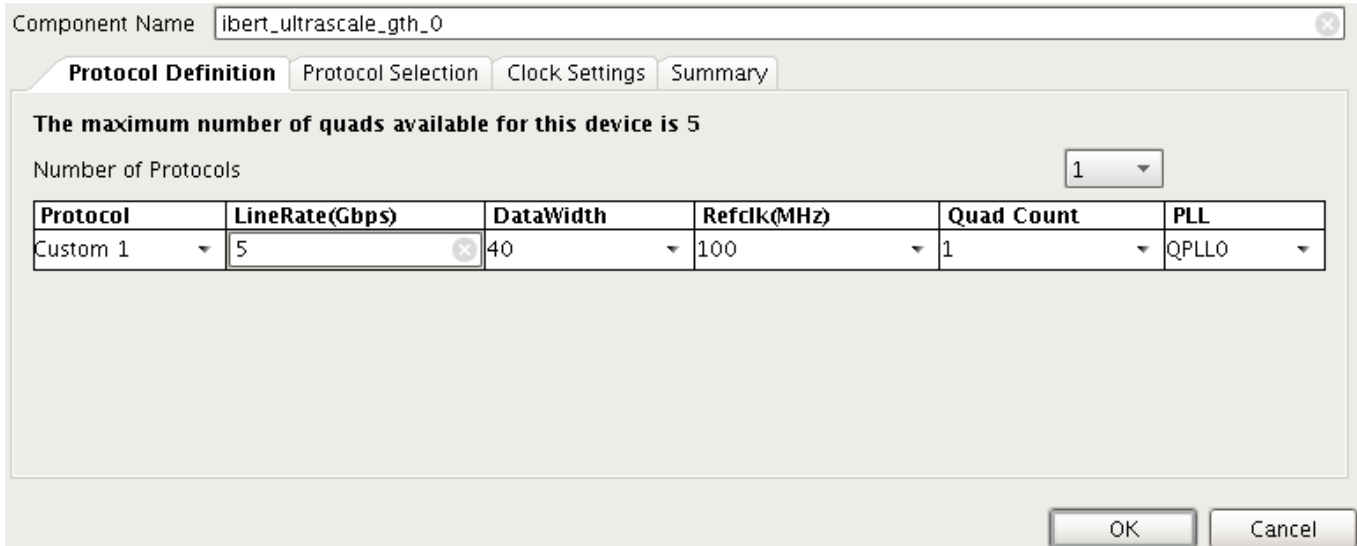 Component Name ibert_ultrascale_gth_0
Protocol Definition Protocol Selection Clock Settings Summary
The maximum number of quads available for this device is 5
Number of Protocols 1
Protocol LineRate(Gbps) DataWidth Refclk(MHz) Quad Count PLL
Custom 1 5 40 100 1 QPLL0
OK Cancel